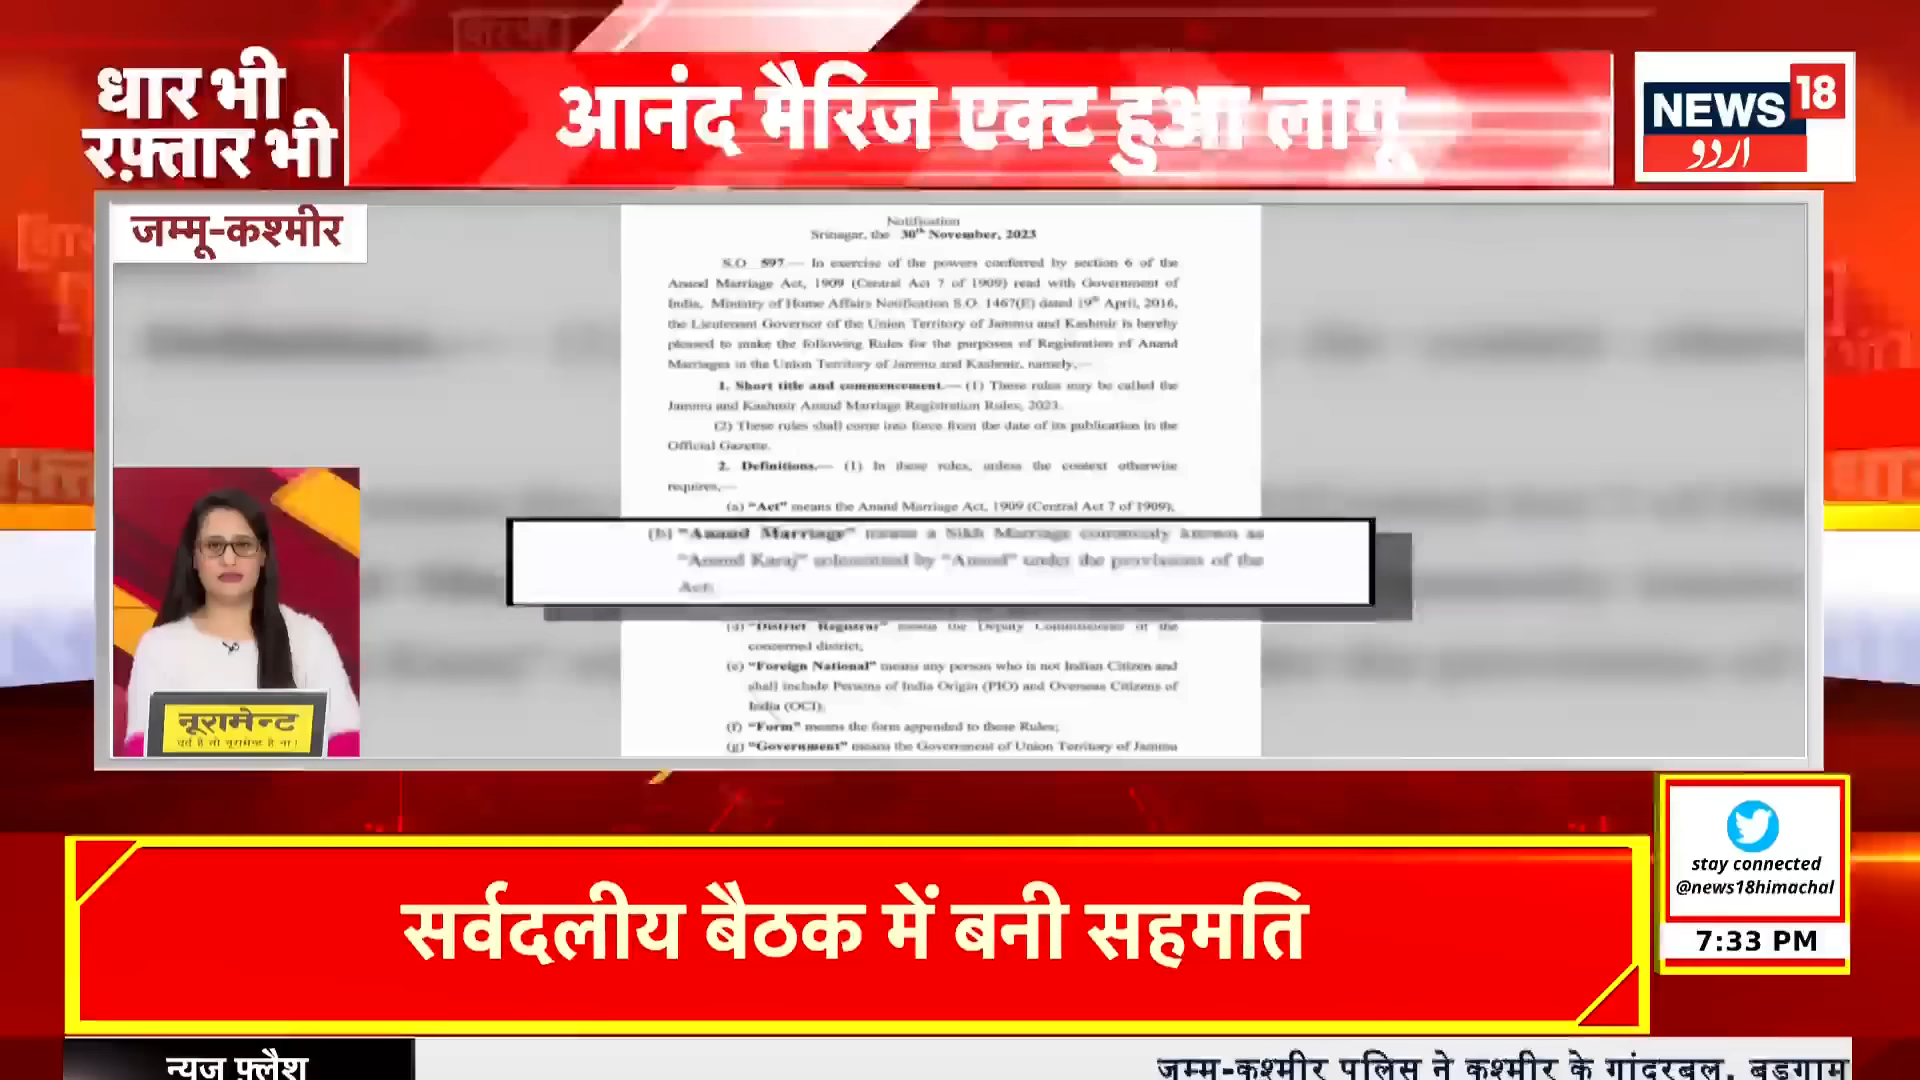 धार भी
रफ़्तार भी
आनंद मैरिज एक्ट हुआ लागू
NEWS 18
اردو
जम्मू-कश्मीर
Notification
Srinagar, the 30th November, 2023
S.O 597.— In exercise of the powers conferred by section 6 of the
Anand Marriage Act, 1909 (Central Act 7 of 1909) read with Government of
India, Ministry of Home Affairs Notification S.O. 1467(E) dated 19th April, 2016,
the Lieutenant Governor of the Union Territory of Jammu and Kashmir is hereby
pleased to make the following Rules for the purposes of Registration of Anand
Marriages in the Union Territory of Jammu and Kashmir, namely,—
1. Short title and commencement.— (1) These rules may be called the
Jammu and Kashmir Anand Marriage Registration Rules, 2023.
(2) These rules shall come into force from the date of its publication in the
Official Gazette.
2. Definitions.— (1) In these rules, unless the context otherwise
requires,—
(a) “Act” means the Anand Marriage Act, 1909 (Central Act 7 of 1909),
(b) “Anand Marriage” means a Sikh Marriage commonly known as
“Anand Karaj” solemnized by “Anand” under the provisions of the
Act;
(d) “District Registrar” means the Deputy Commissioner of the
concerned district;
(e) “Foreign National” means any person who is not Indian Citizen and
shall include Persons of India Origin (PIO) and Overseas Citizens of
India (OCI);
(f) “Form” means the form appended to these Rules;
(g) “Government” means the Government of Union Territory of Jammu
नूरामेन्ट
दर्द है तो नूरामेन्ट है ना।
stay connected
@news18himachal
7:33 PM
सर्वदलीय बैठक में बनी सहमति
न्यूज़ फ़्लैश
जम्मू-कश्मीर पुलिस ने कश्मीर के गांदरबल, बडगाम